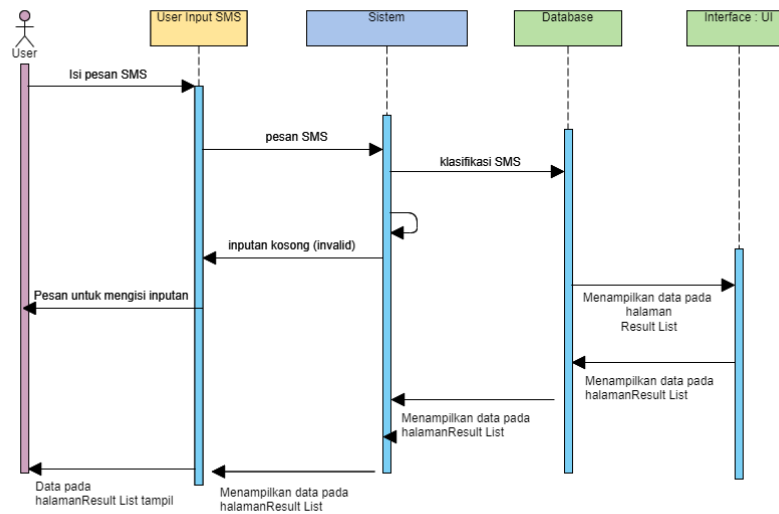 User Input SMS
Sistem
Database
Interface : UI
User
Isi pesan SMS
pesan SMS
klasifikasi SMS
inputan kosong (invalid)
Pesan untuk mengisi inputan
Menampilkan data pada
halaman
Result List
Menampilkan data pada
halamanResult List
Menampilkan data pada
halamanResult List
Data pada
halamanResult List tampil
Menampilkan data pada
halamanResult List